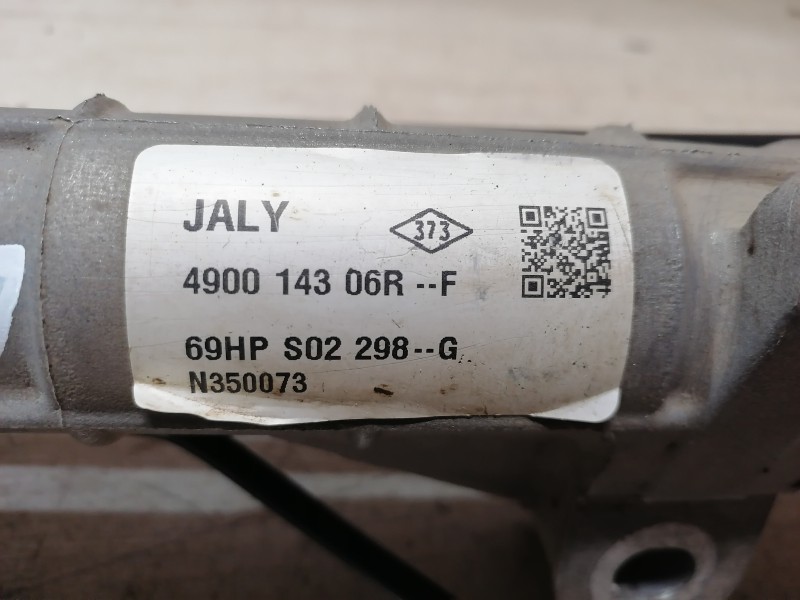 JALY
373
4900 143 06R --F
69HP S02 298--G
N350073